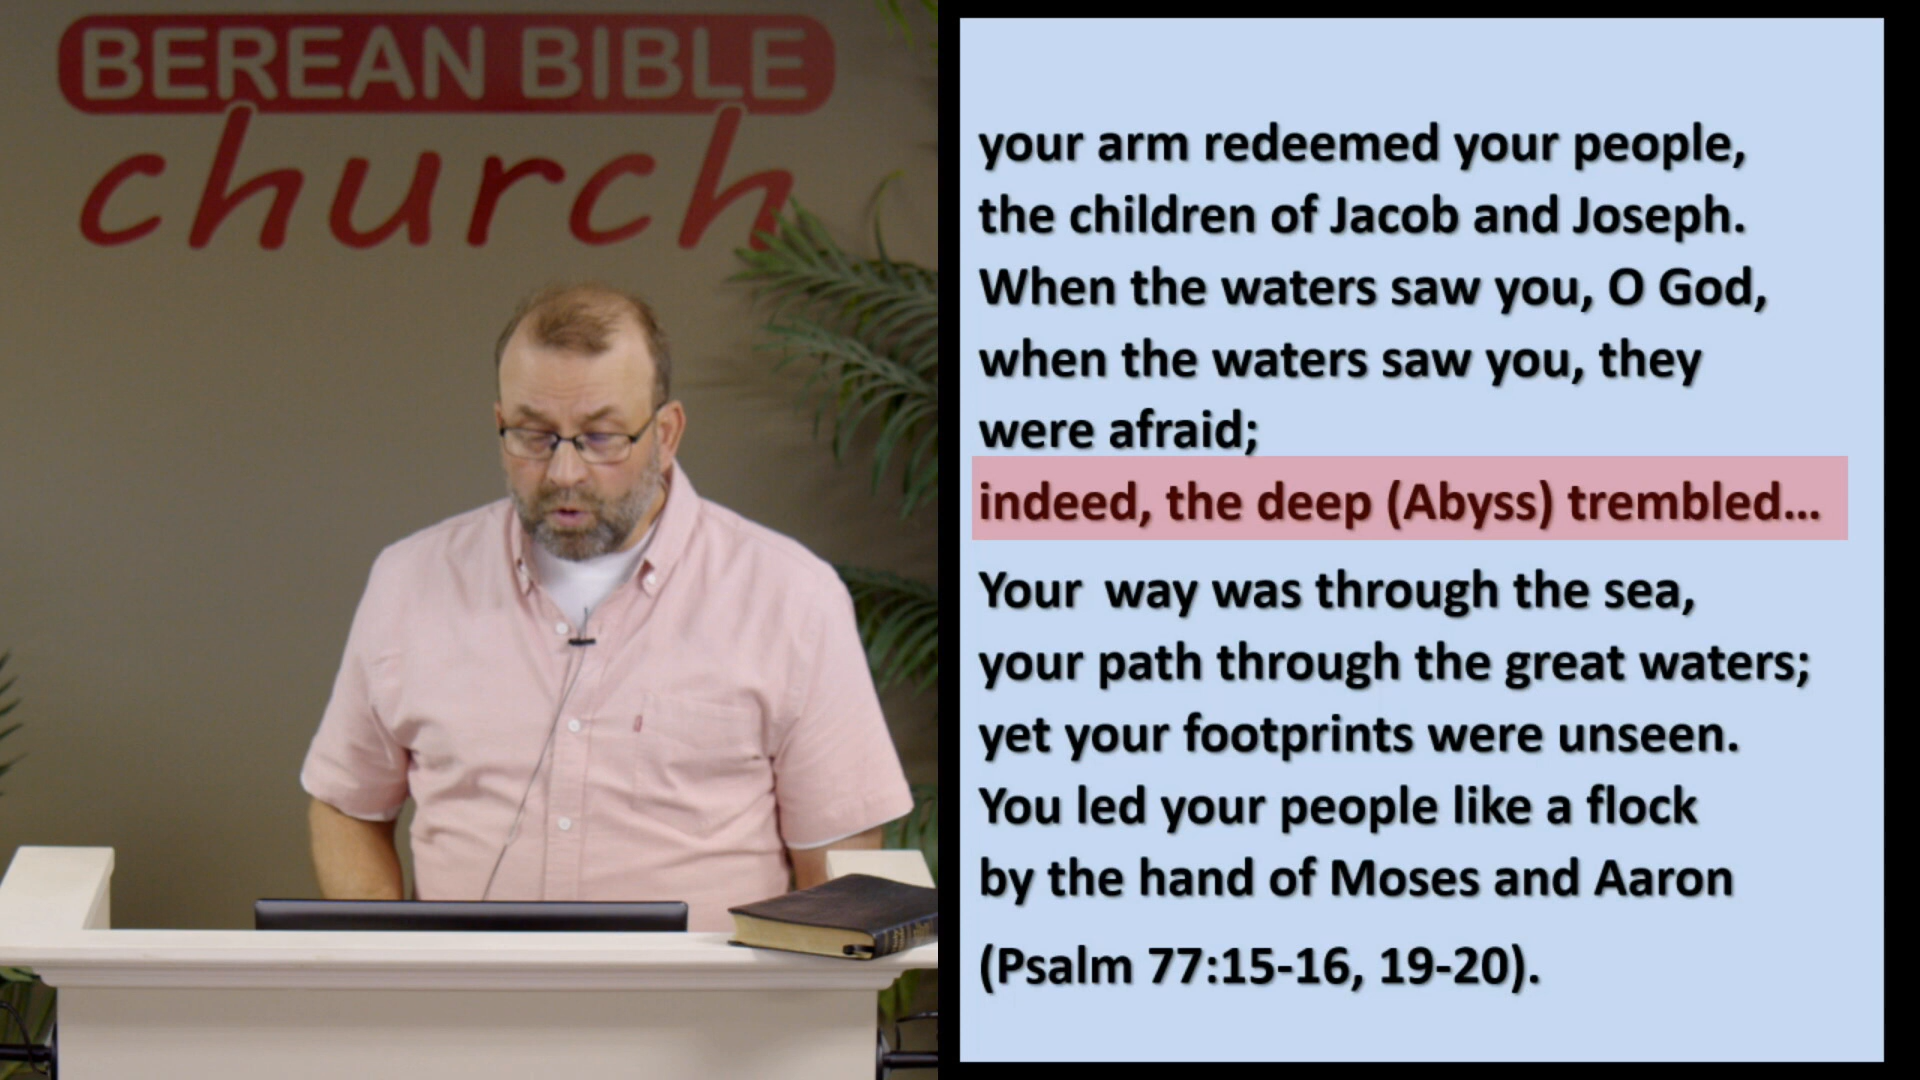 BEREAN BIBLE
church
your arm redeemed your people,
the children of Jacob and Joseph.
When the waters saw you, O God,
when the waters saw you, they
were afraid;
indeed, the deep (Abyss) trembled...
Your way was through the sea,
your path through the great waters;
yet your footprints were unseen.
You led your people like a flock
by the hand of Moses and Aaron
(Psalm 77:15-16, 19-20).